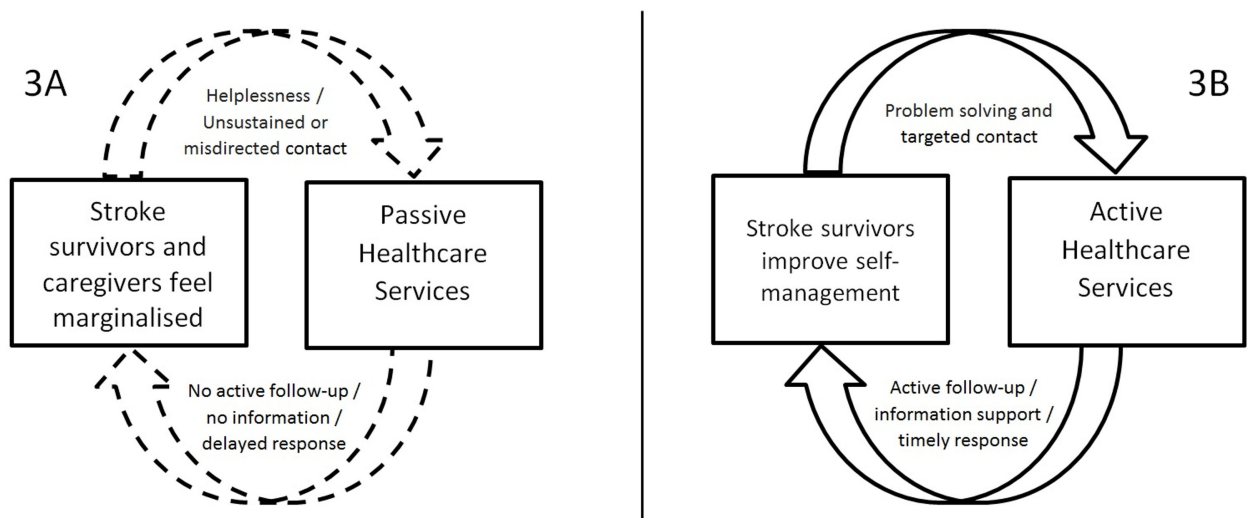 3A
Helplessness /
Unsustained or
misdirected contact
Stroke
survivors and
caregivers feel
marginalised
Passive
Healthcare
Services
No active follow-up /
no information /
delayed response
3B
Problem solving and
targeted contact
Stroke survivors
improve self-
management
Active
Healthcare
Services
Active follow-up /
information support /
timely response